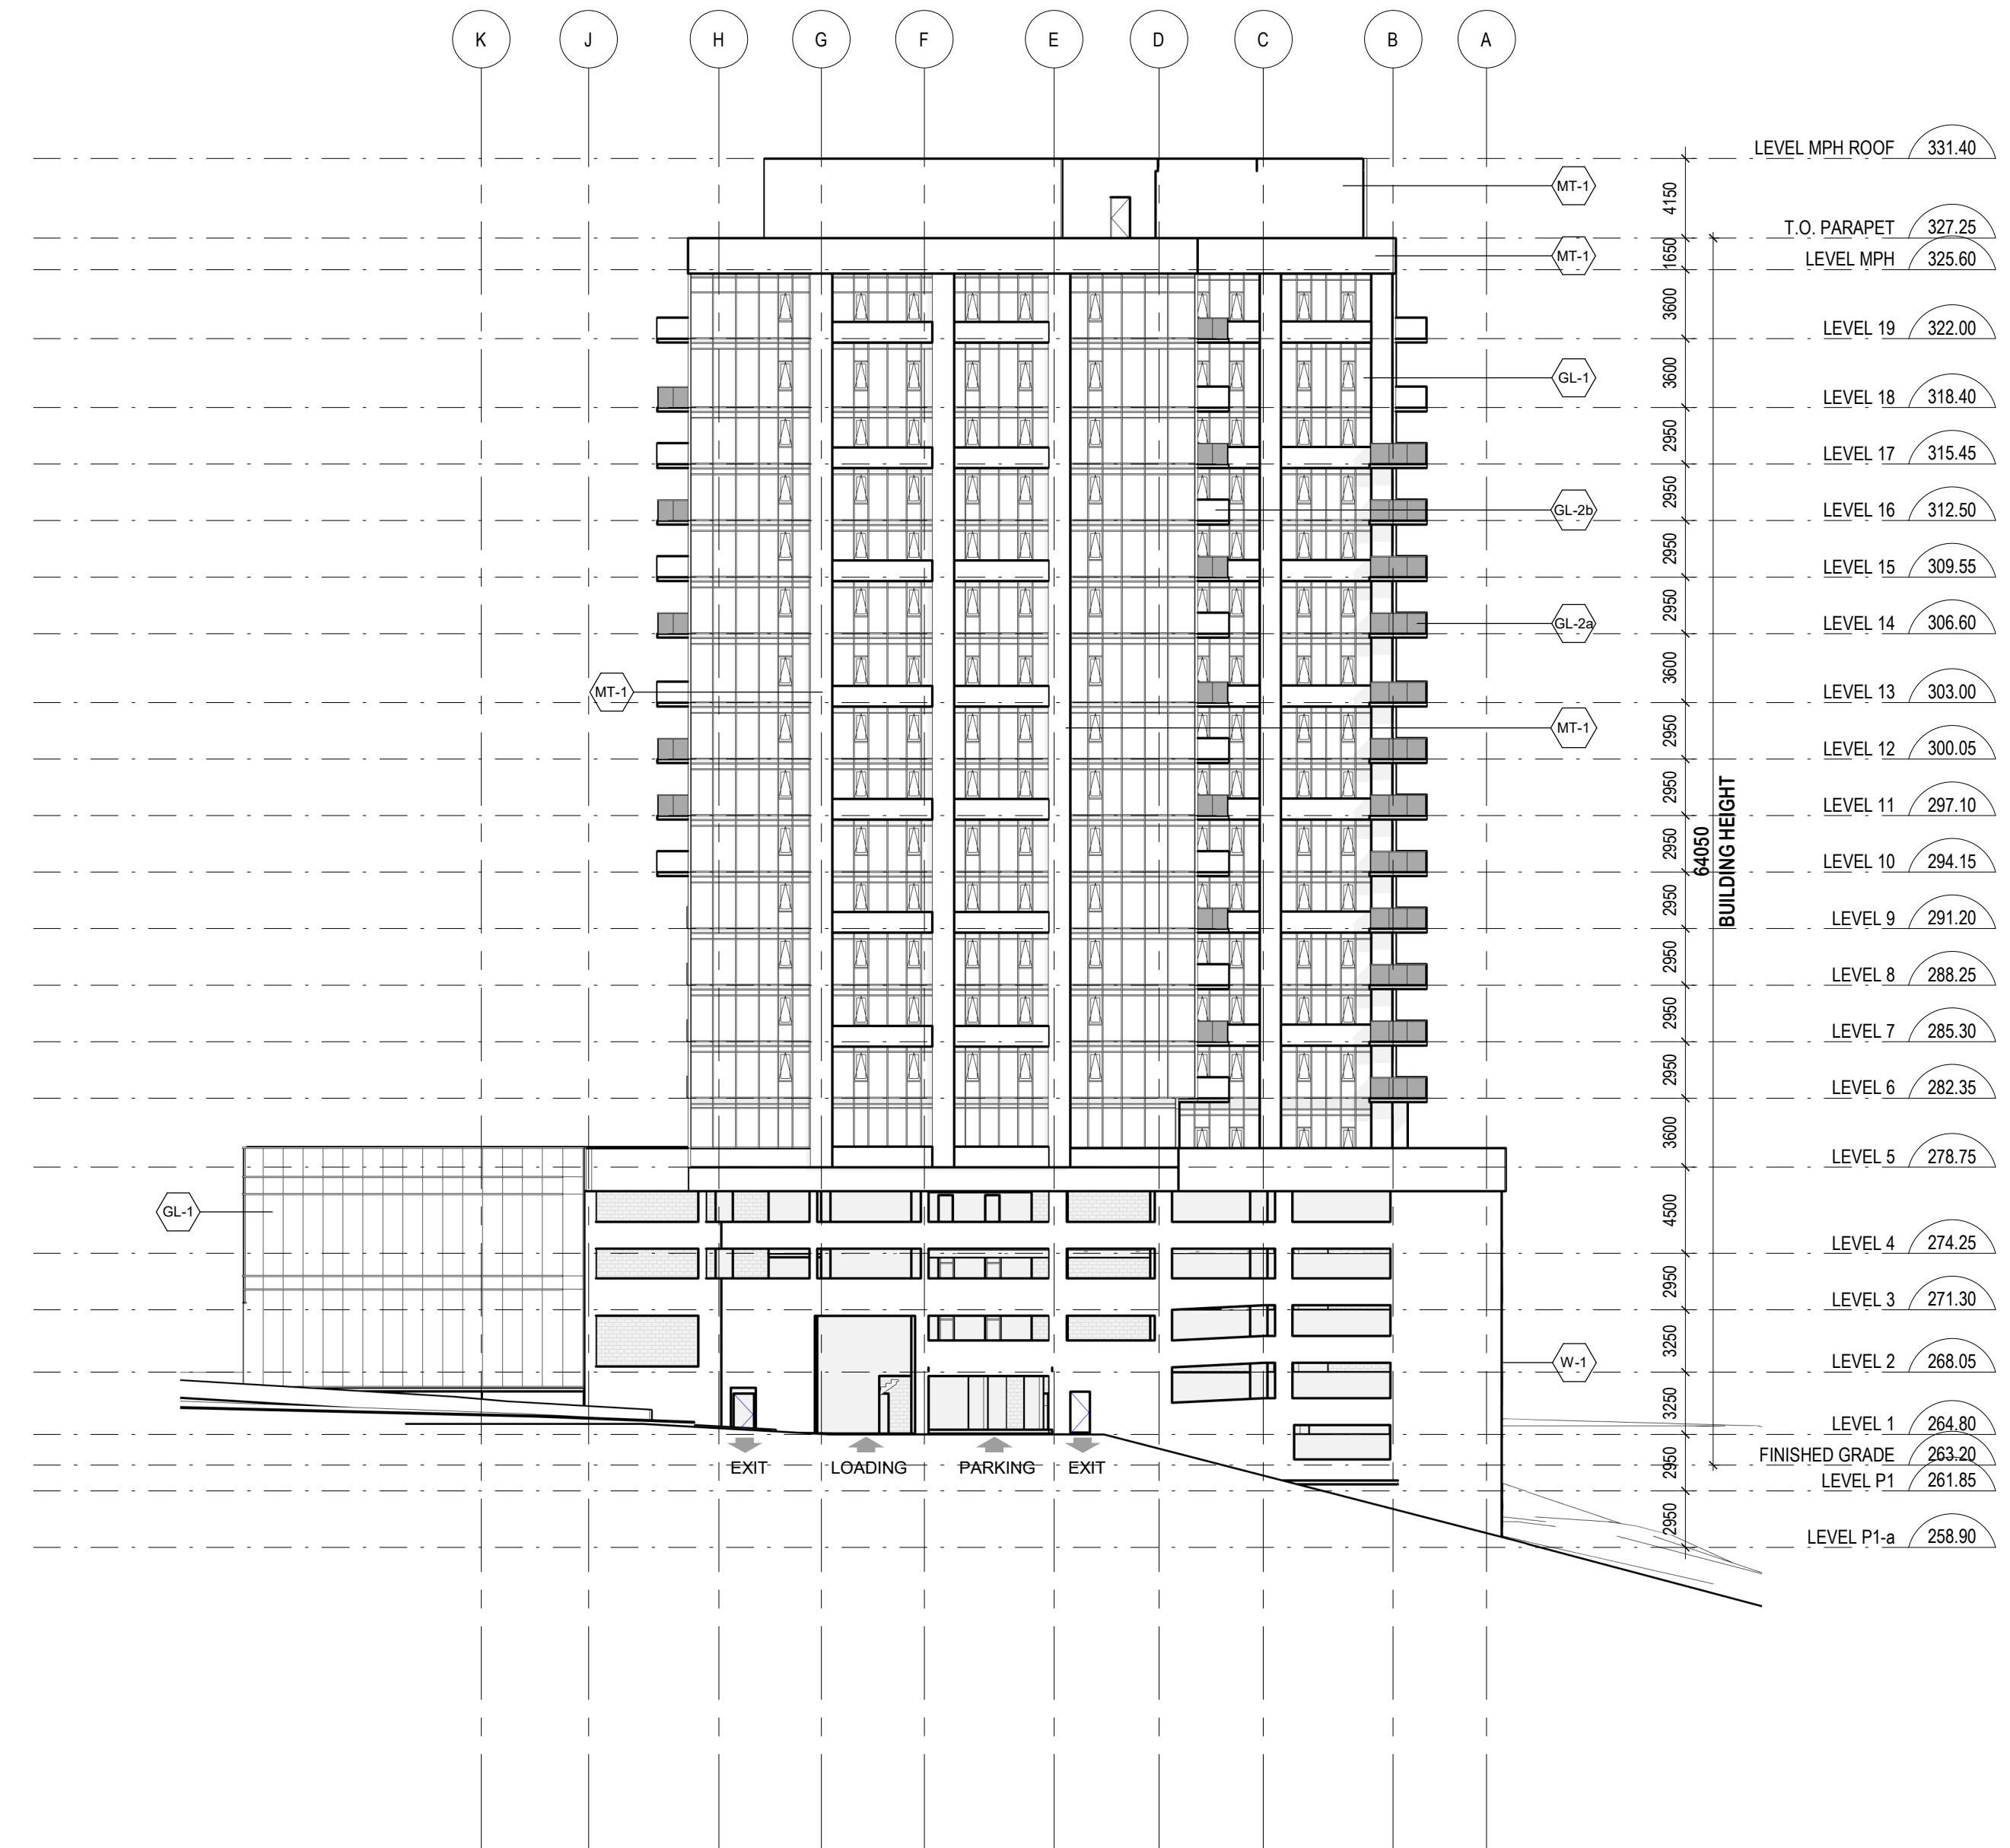 K J H G F E D C B A
LEVEL MPH ROOF 331.40
4150
MT-1
T.O. PARAPET 327.25
1650
MT-1
LEVEL MPH 325.60
3600
LEVEL 19 322.00
3600
GL-1
LEVEL 18 318.40
2950
LEVEL 17 315.45
2950
GL-2b
LEVEL 16 312.50
2950
LEVEL 15 309.55
2950
GL-2a
LEVEL 14 306.60
3600
MT-1
LEVEL 13 303.00
2950
MT-1
LEVEL 12 300.05
2950
LEVEL 11 297.10
2950
64050
BUILDING HEIGHT
LEVEL 10 294.15
2950
LEVEL 9 291.20
2950
LEVEL 8 288.25
2950
LEVEL 7 285.30
2950
LEVEL 6 282.35
3600
LEVEL 5 278.75
GL-1
4500
LEVEL 4 274.25
2950
LEVEL 3 271.30
3250
W-1
LEVEL 2 268.05
3250
LEVEL 1 264.80
2950
FINISHED GRADE 263.20
EXIT LOADING PARKING EXIT
LEVEL P1 261.85
2950
LEVEL P1-a 258.90